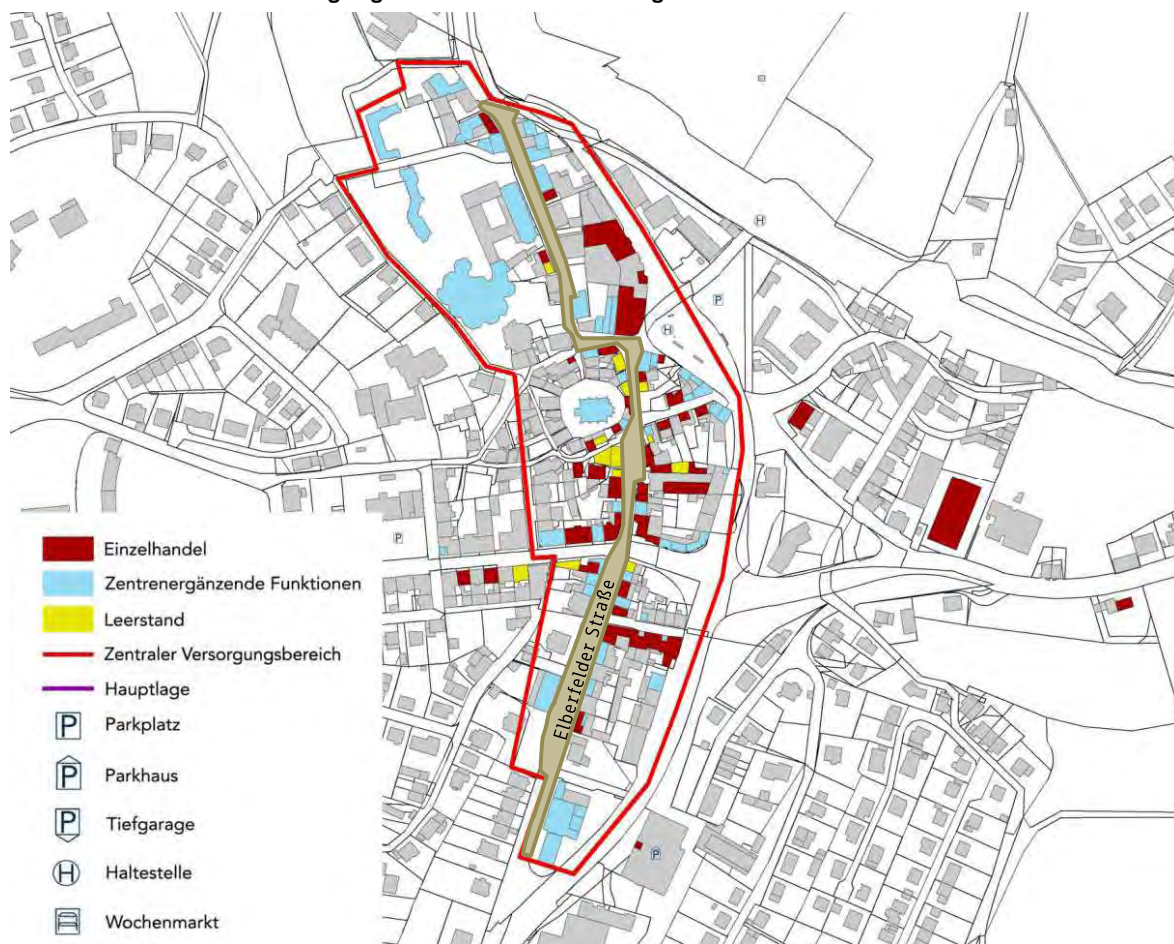 Einzelhandel
Zentrenergänzende Funktionen
Leerstand
Zentraler Versorgungsbereich
Hauptlage
P Parkplatz
P Parkhaus
P Tiefgarage
H Haltestelle
Wochenmarkt
Elberfelder Straße
H
P
H
P
P